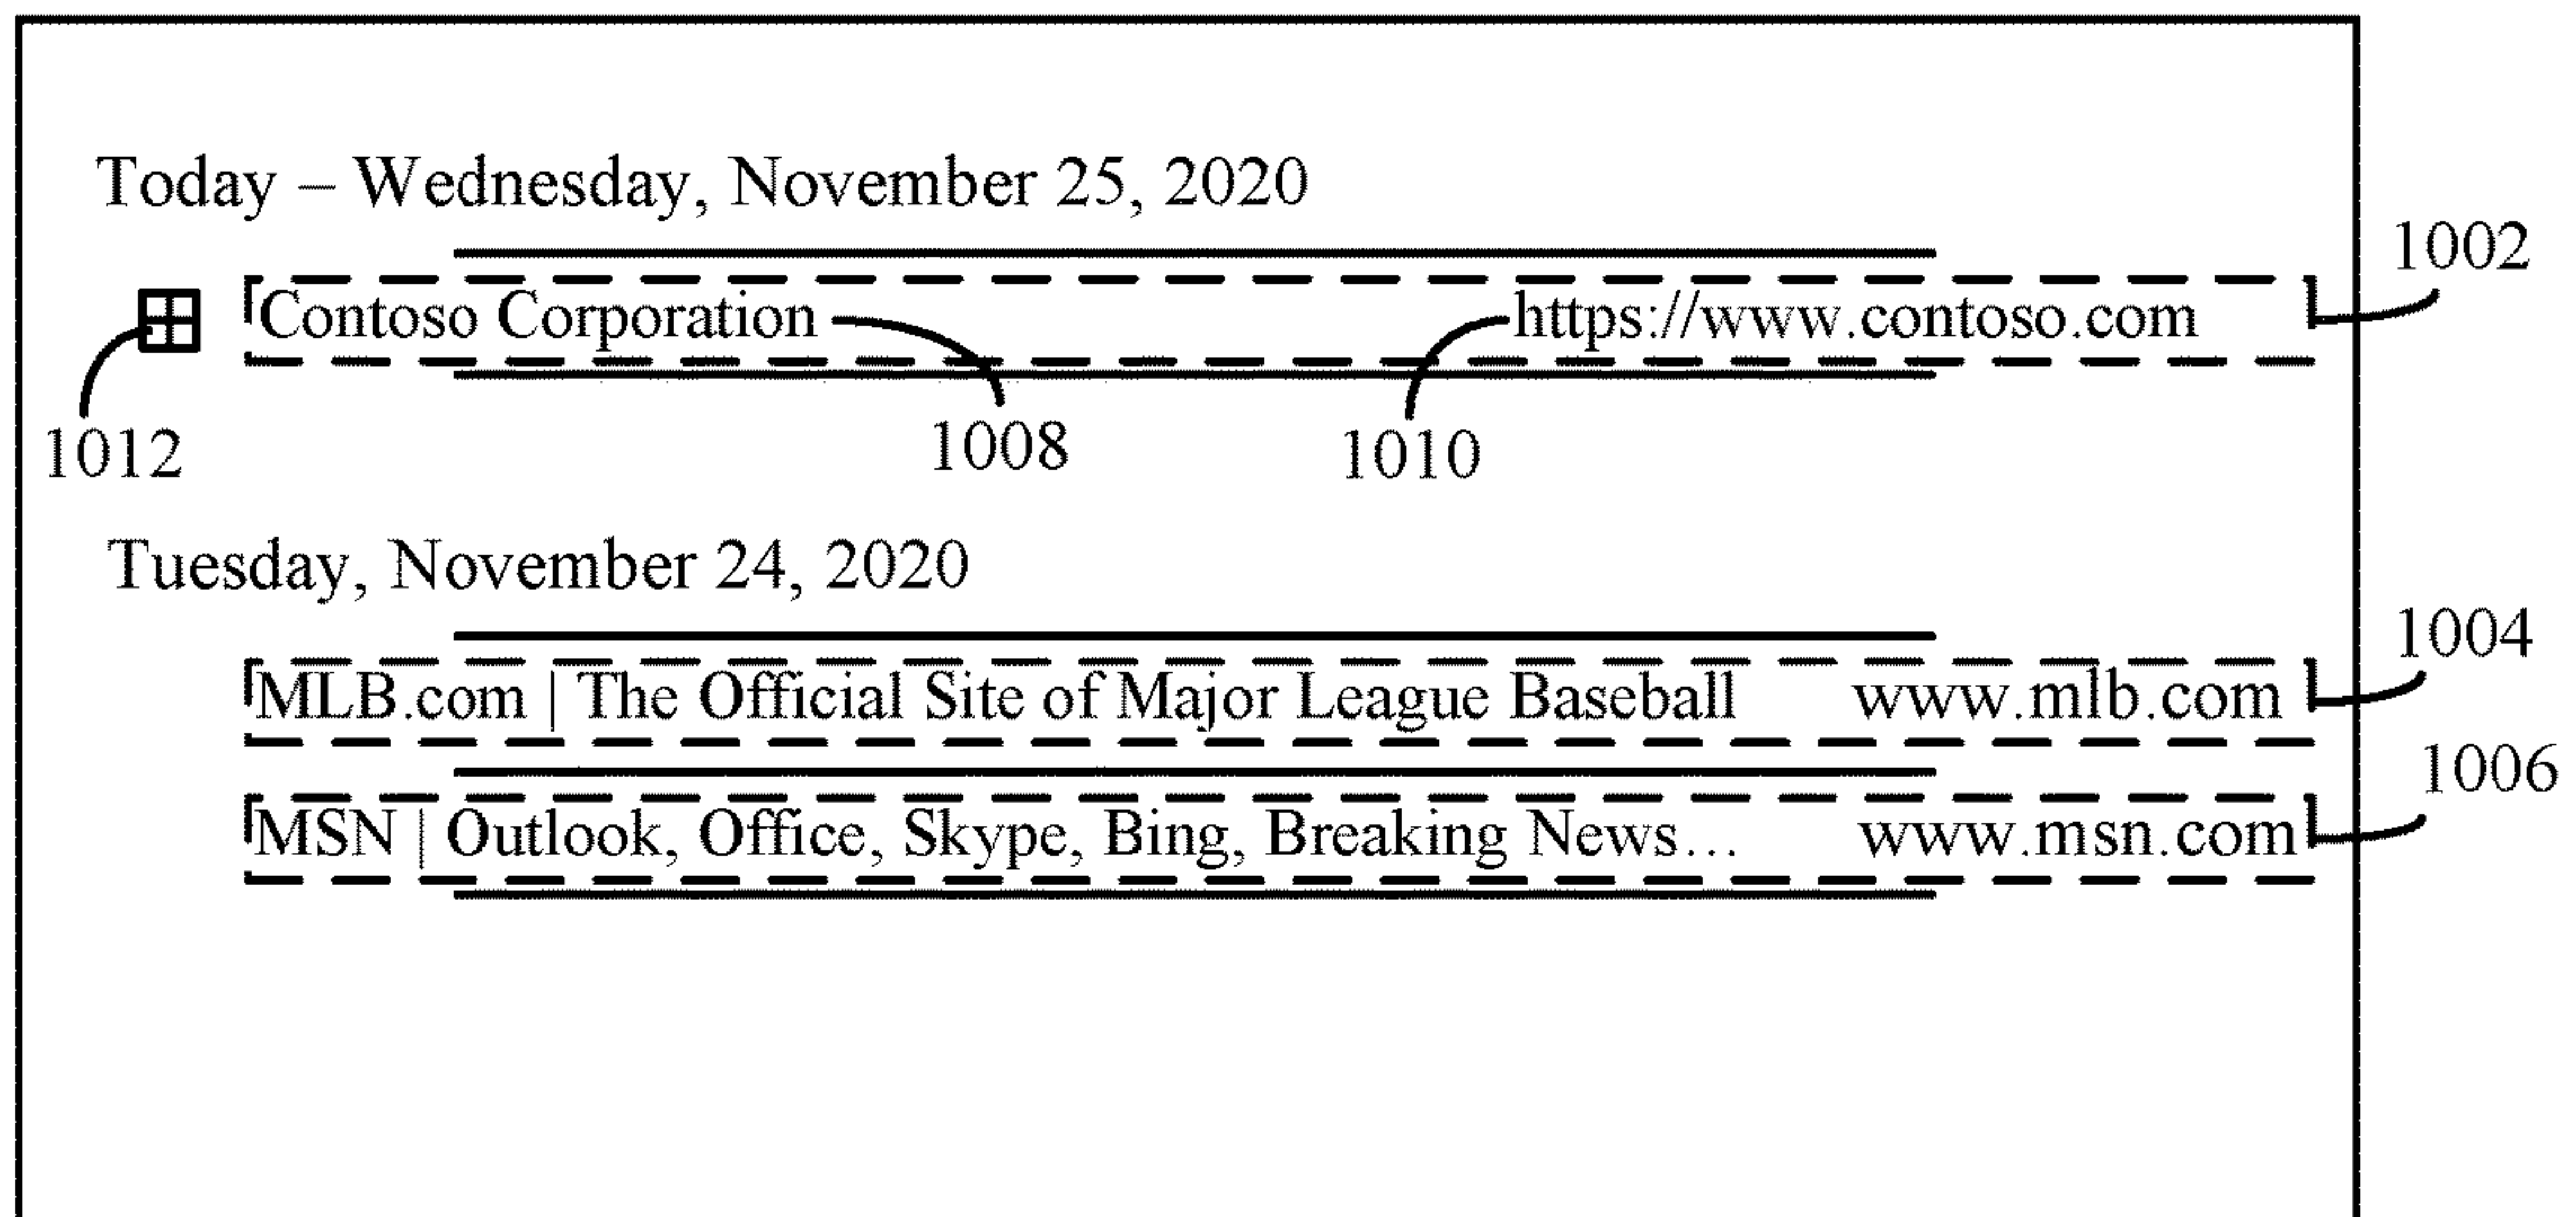 Today – Wednesday, November 25, 2020
1002
Contoso Corporation https://www.contoso.com
1012 1008 1010
Tuesday, November 24, 2020
1004
MLB.com | The Official Site of Major League Baseball www.mlb.com
1006
MSN | Outlook, Office, Skype, Bing, Breaking News… www.msn.com